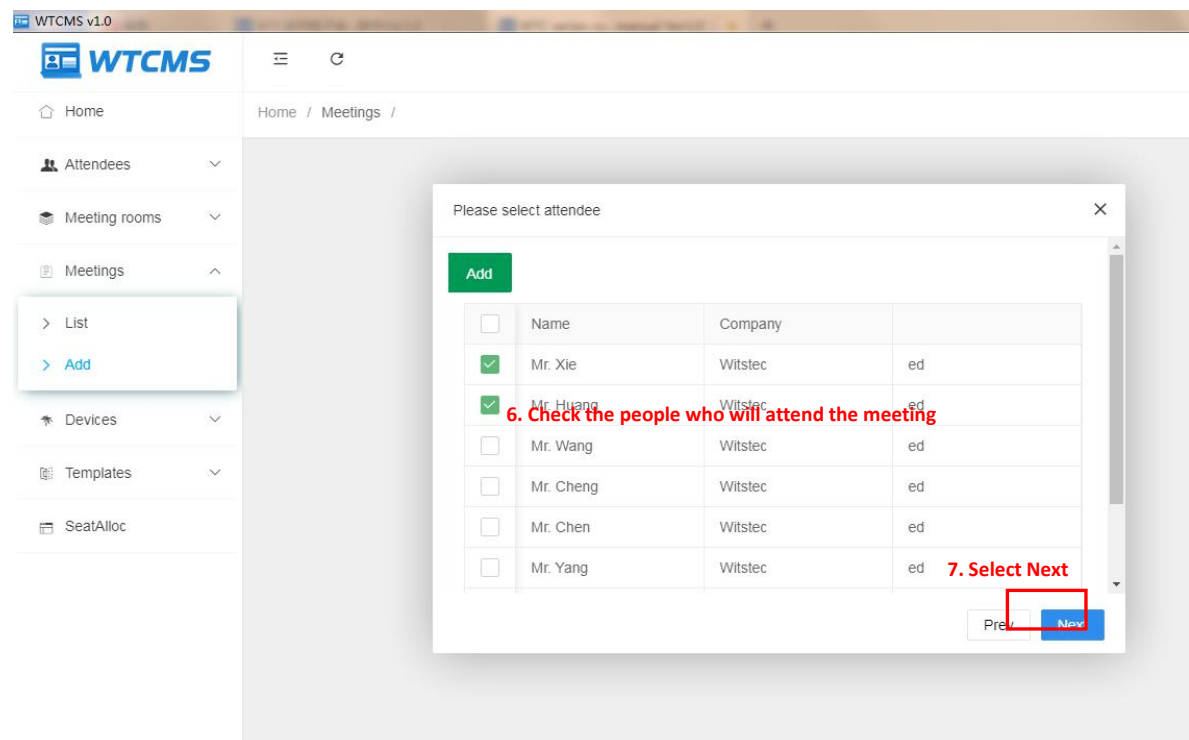 WTCMS v1.0
WTCMS
Home
Home / Meetings /
Attendees
Meeting rooms
Meetings
List
Add
Devices
Templates
SeatAlloc
Please select attendee
Add
Name Company
Mr. Xie Witstec ed
Mr. Huang Witstec ed
6. Check the people who will attend the meeting
Mr. Wang Witstec ed
Mr. Cheng Witstec ed
Mr. Chen Witstec ed
Mr. Yang Witstec ed
7. Select Next
Prev Next